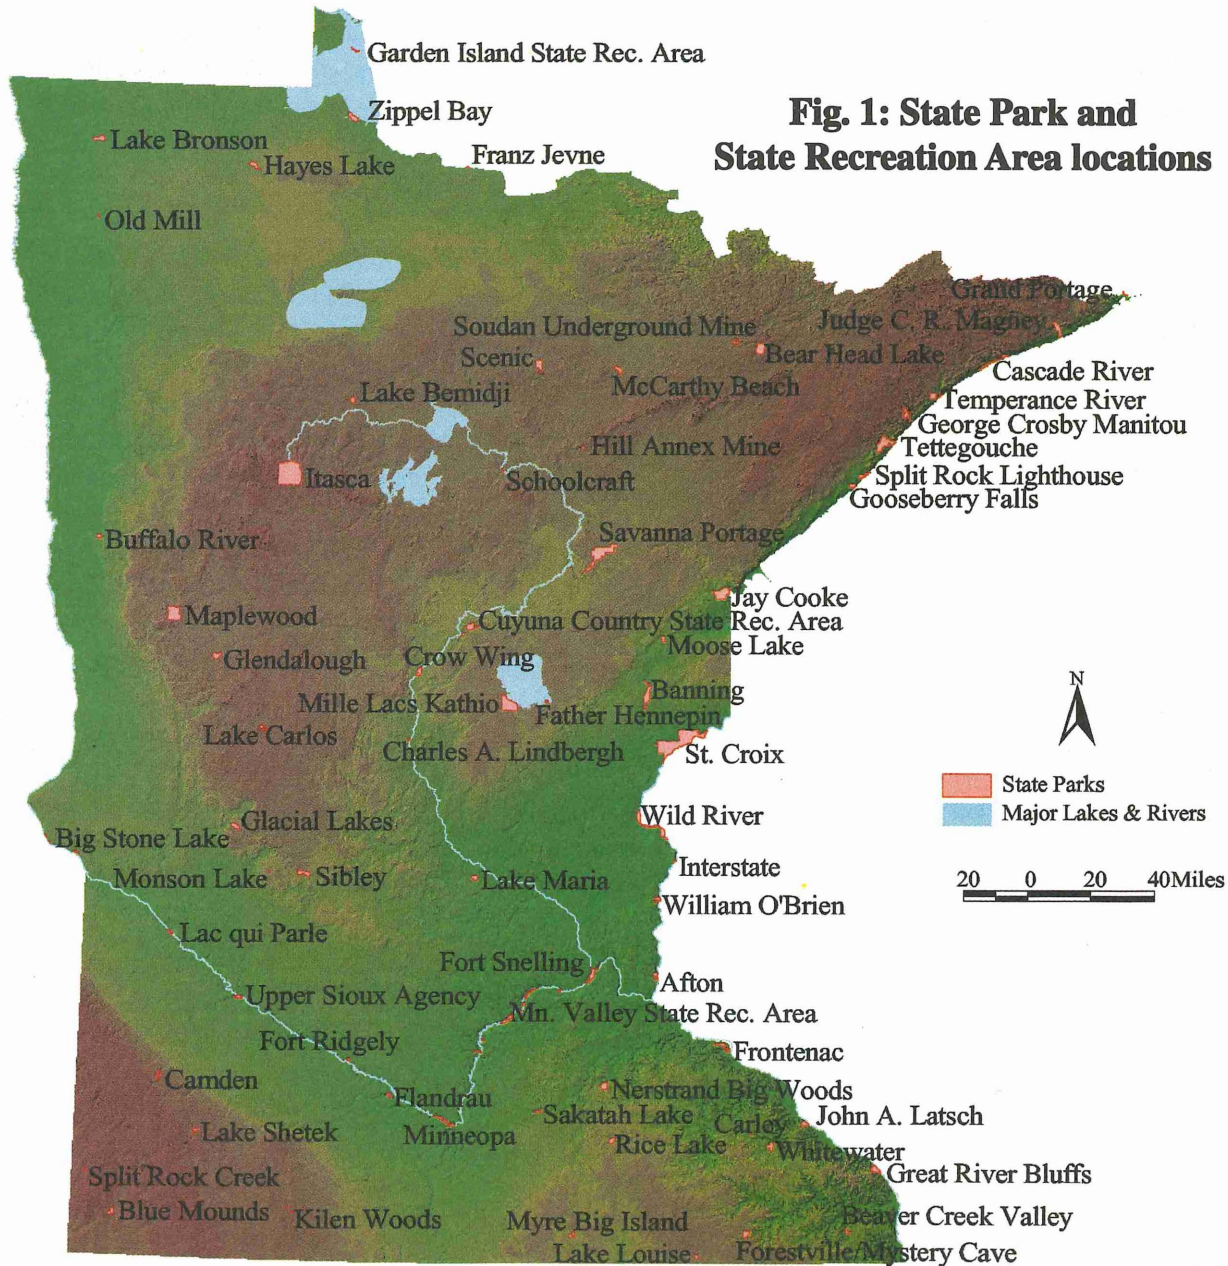 Fig. 1: State Park and
State Recreation Area locations
Garden Island State Rec. Area
Zippel Bay
Lake Bronson
Hayes Lake
Franz Jevne
Old Mill
Grand Portage
Judge C. R. Magney
Soudan Underground Mine
Bear Head Lake
Scenic
McCarthy Beach
Cascade River
Lake Bemidji
Temperance River
George Crosby Manitou
Hill Annex Mine
Tettegouche
Itasca
Schoolcraft
Split Rock Lighthouse
Gooseberry Falls
Savanna Portage
Buffalo River
Jay Cooke
Maplewood
Cuyuna Country State Rec. Area
Moose Lake
Glendalough
Crow Wing
Banning
Mille Lacs Kathio
Father Hennepin
Lake Carlos
Charles A. Lindbergh
St. Croix
N
State Parks
Major Lakes & Rivers
20 0 20 40Miles
Wild River
Glacial Lakes
Big Stone Lake
Interstate
Monson Lake
Sibley
Lake Maria
William O'Brien
Lac qui Parle
Fort Snelling
Afton
Upper Sioux Agency
Mn. Valley State Rec. Area
Fort Ridgely
Frontenac
Camden
Flandrau
Nerstrand Big Woods
Sakatah Lake
Carley
John A. Latsch
Lake Shetek
Minneopa
Rice Lake
Whitewater
Split Rock Creek
Great River Bluffs
Blue Mounds
Kilen Woods
Myre Big Island
Beaver Creek Valley
Lake Louise
Forestville/Mystery Cave